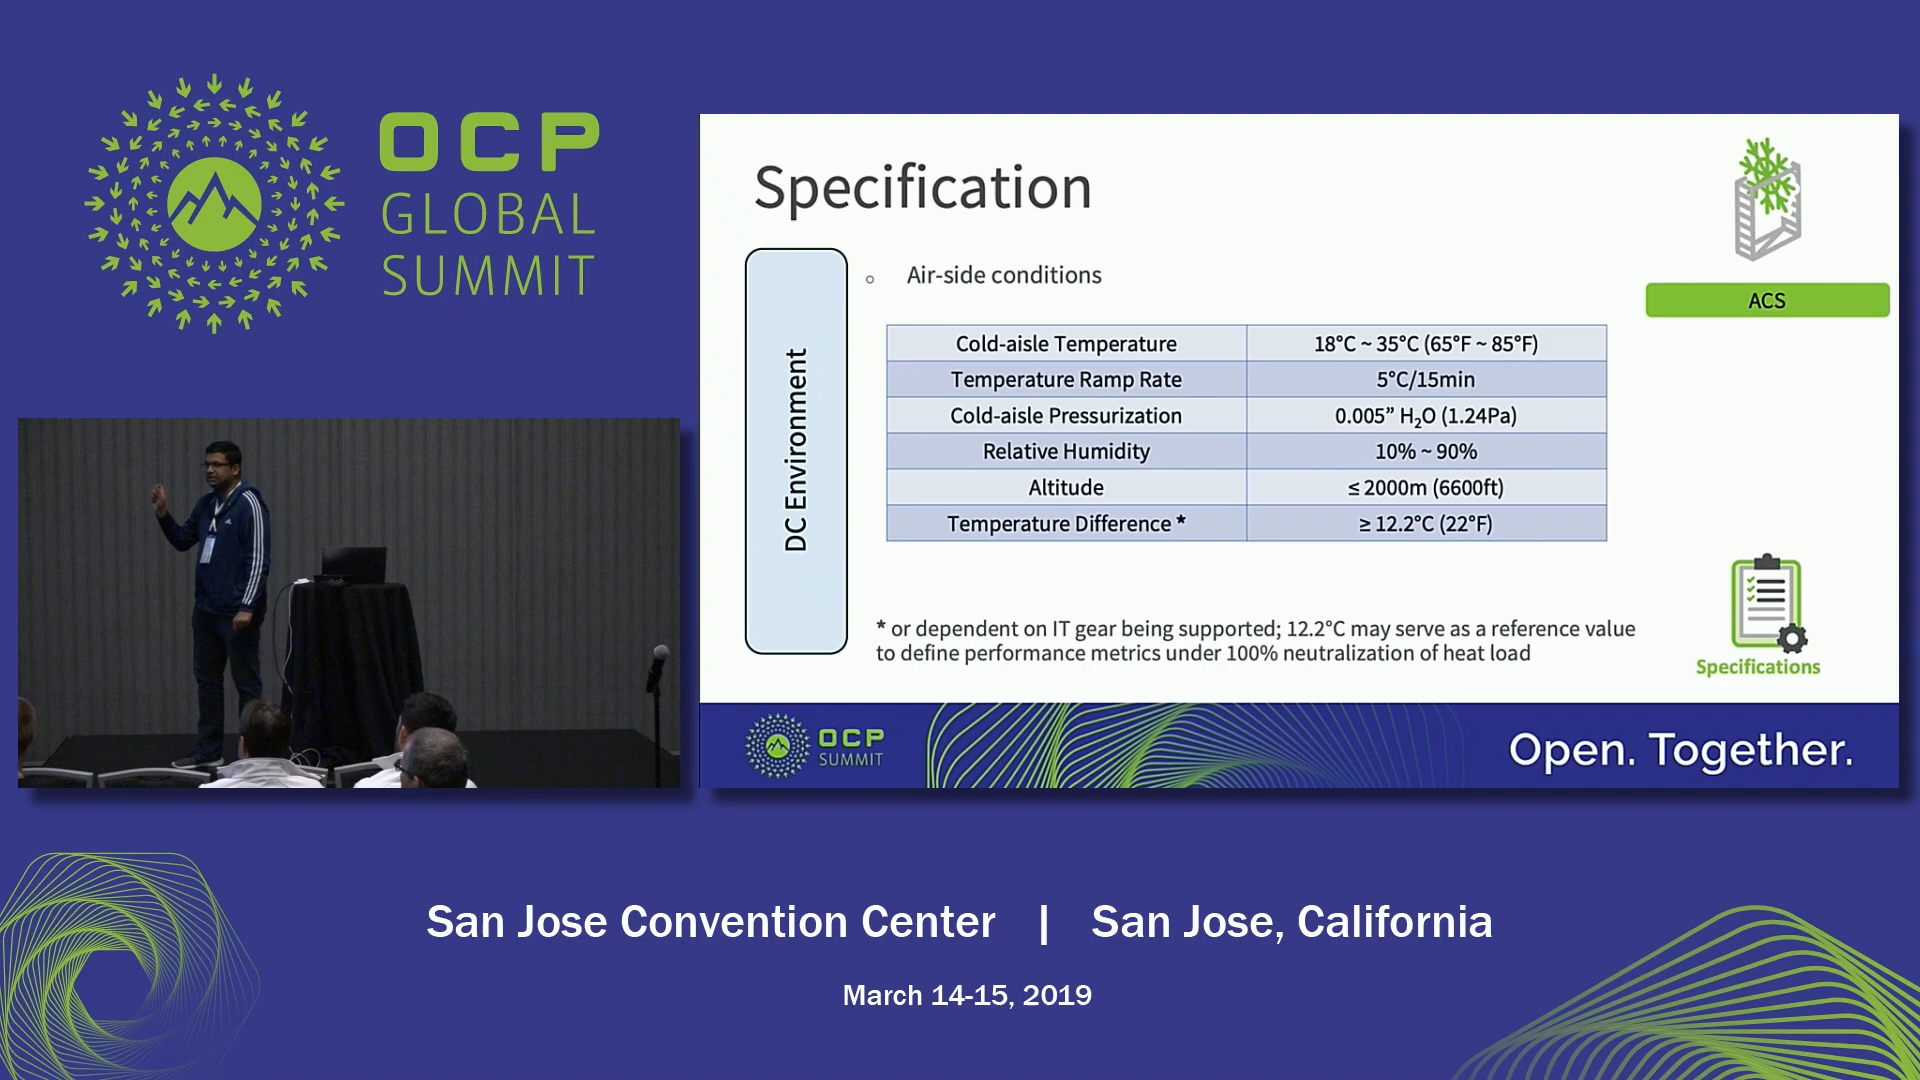 OCP
GLOBAL
SUMMIT
Specification
ACS
DC Environment
○ Air-side conditions
Cold-aisle Temperature 18°C ~ 35°C (65°F ~ 85°F)
Temperature Ramp Rate 5°C/15min
Cold-aisle Pressurization 0.005” H₂O (1.24Pa)
Relative Humidity 10% ~ 90%
Altitude ≤ 2000m (6600ft)
Temperature Difference * ≥ 12.2°C (22°F)
* or dependent on IT gear being supported; 12.2°C may serve as a reference value
to define performance metrics under 100% neutralization of heat load
Specifications
OCP
SUMMIT
Open. Together.
San Jose Convention Center | San Jose, California
March 14-15, 2019